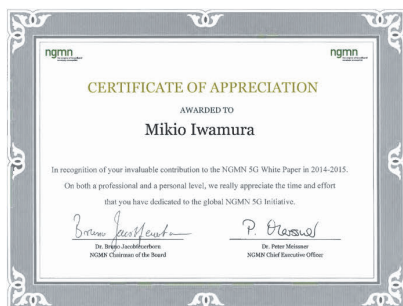 ngmn ngmn
CERTIFICATE OF APPRECIATION
AWARDED TO
Mikio Iwamura
In recognition of your invaluable contribution to the NGMN 5G White Paper in 2014-2015.
On both a professional and a personal level, we really appreciate the time and effort
that you have dedicated to the global NGMN 5G Initiative.
P. Meissner
Dr. Bruno Jacobfeuerborn Dr. Peter Meissner
NGMN Chairman of the Board NGMN Chief Executive Officer